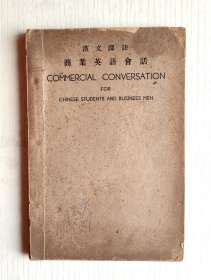 漢文譯註
商業英語會話
COMMERCIAL CONVERSATION
FOR
CHINESE STUDENTS AND BUSINESS MEN